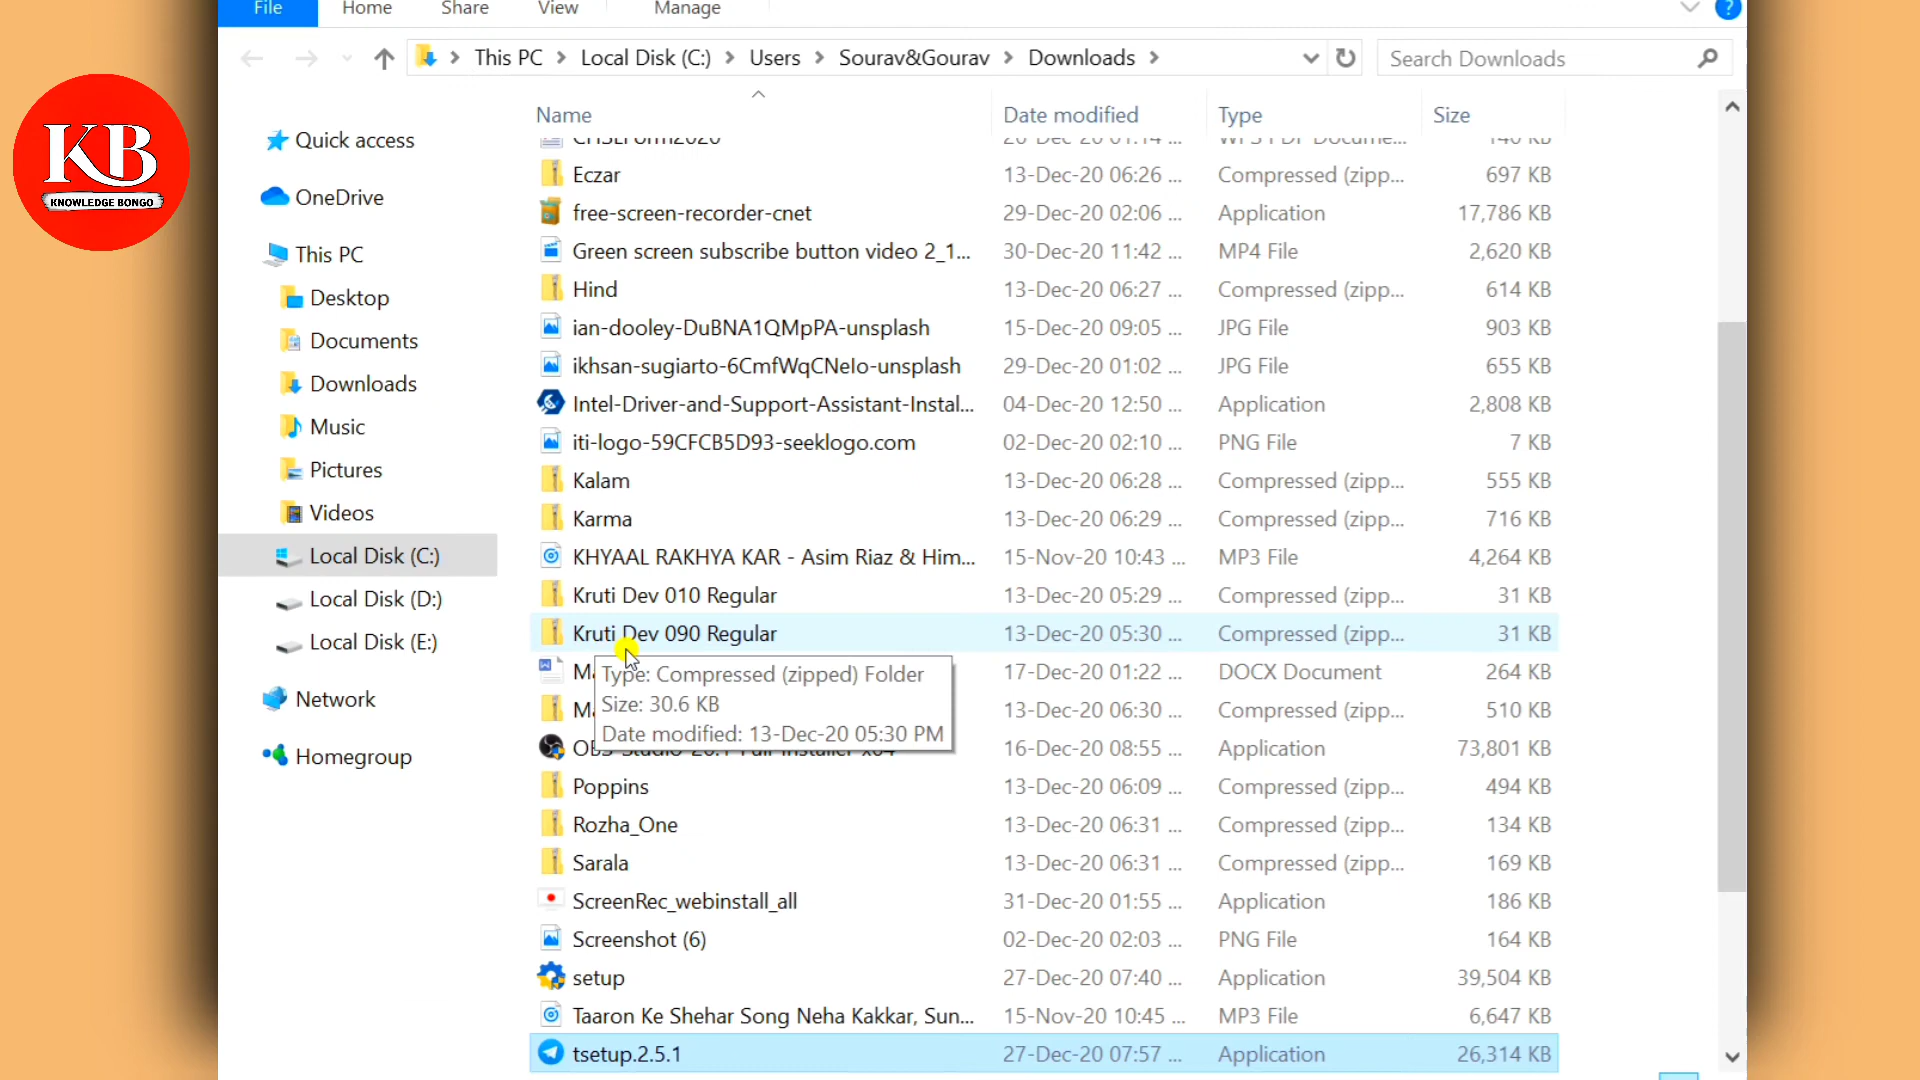 File Home Share View Manage
This PC Local Disk (C:) Users Sourav&Gourav Downloads Search Downloads
KB
KNOWLEDGE BONGO
Quick access
OneDrive
This PC
Desktop
Documents
Downloads
Music
Pictures
Videos
Local Disk (C:)
Local Disk (D:)
Local Disk (E:)
Network
Homegroup
Name Date modified Type Size
Eczar 13-Dec-20 06:26 ... Compressed (zipp... 697 KB
free-screen-recorder-cnet 29-Dec-20 02:06 ... Application 17,786 KB
Green screen subscribe button video 2_1... 30-Dec-20 11:42 ... MP4 File 2,620 KB
Hind 13-Dec-20 06:27 ... Compressed (zipp... 614 KB
ian-dooley-DuBNA1QMpPA-unsplash 15-Dec-20 09:05 ... JPG File 903 KB
ikhsan-sugiarto-6CmfWqCNeIo-unsplash 29-Dec-20 01:02 ... JPG File 655 KB
Intel-Driver-and-Support-Assistant-Instal... 04-Dec-20 12:50 ... Application 2,808 KB
iti-logo-59CFCB5D93-seeklogo.com 02-Dec-20 02:10 ... PNG File 7 KB
Kalam 13-Dec-20 06:28 ... Compressed (zipp... 555 KB
Karma 13-Dec-20 06:29 ... Compressed (zipp... 716 KB
KHYAAL RAKHYA KAR - Asim Riaz & Him... 15-Nov-20 10:43 ... MP3 File 4,264 KB
Kruti Dev 010 Regular 13-Dec-20 05:29 ... Compressed (zipp... 31 KB
Kruti Dev 090 Regular 13-Dec-20 05:30 ... Compressed (zipp... 31 KB
17-Dec-20 01:22 ... DOCX Document 264 KB
13-Dec-20 06:30 ... Compressed (zipp... 510 KB
16-Dec-20 08:55 ... Application 73,801 KB
Type: Compressed (zipped) Folder
Size: 30.6 KB
Date modified: 13-Dec-20 05:30 PM
Poppins 13-Dec-20 06:09 ... Compressed (zipp... 494 KB
Rozha_One 13-Dec-20 06:31 ... Compressed (zipp... 134 KB
Sarala 13-Dec-20 06:31 ... Compressed (zipp... 169 KB
ScreenRec_webinstall_all 31-Dec-20 01:55 ... Application 186 KB
Screenshot (6) 02-Dec-20 02:03 ... PNG File 164 KB
setup 27-Dec-20 07:40 ... Application 39,504 KB
Taaron Ke Shehar Song Neha Kakkar, Sun... 15-Nov-20 10:45 ... MP3 File 6,647 KB
tsetup.2.5.1 27-Dec-20 07:57 ... Application 26,314 KB